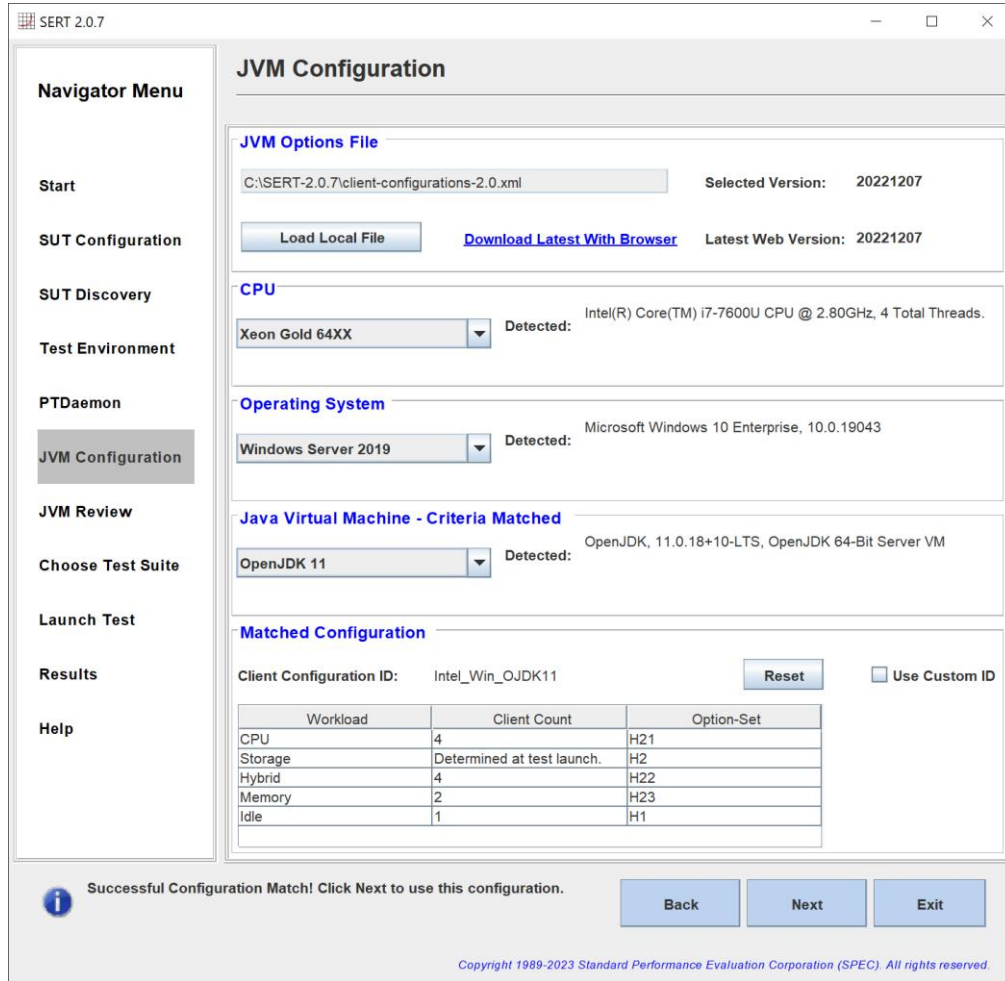 SERT 2.0.7
Navigator Menu
Start
SUT Configuration
SUT Discovery
Test Environment
PTDaemon
JVM Configuration
JVM Review
Choose Test Suite
Launch Test
Results
Help
JVM Configuration
JVM Options File
C:\SERT-2.0.7\client-configurations-2.0.xml Selected Version: 20221207
Load Local File Download Latest With Browser Latest Web Version: 20221207
CPU
Xeon Gold 64XX Detected: Intel(R) Core(TM) i7-7600U CPU @ 2.80GHz, 4 Total Threads.
Operating System
Windows Server 2019 Detected: Microsoft Windows 10 Enterprise, 10.0.19043
Java Virtual Machine - Criteria Matched
OpenJDK 11 Detected: OpenJDK, 11.0.18+10-LTS, OpenJDK 64-Bit Server VM
Matched Configuration
Client Configuration ID: Intel_Win_OJDK11 Reset Use Custom ID
Workload Client Count Option-Set
CPU 4 H21
Storage Determined at test launch. H2
Hybrid 4 H22
Memory 2 H23
Idle 1 H1
Successful Configuration Match! Click Next to use this configuration.
Back Next Exit
Copyright 1989-2023 Standard Performance Evaluation Corporation (SPEC). All rights reserved.